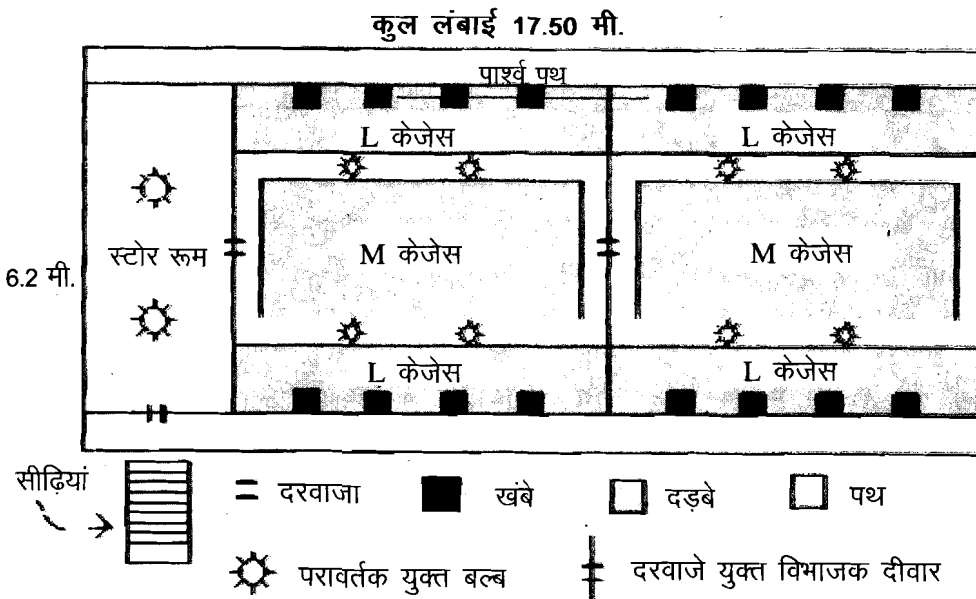 कुल लंबाई 17.50 मी.
पार्श्व पथ
L केजेस
L केजेस
स्टोर रूम
M केजेस
M केजेस
6.2 मी.
L केजेस
L केजेस
सीढ़ियां
दरवाजा
खंबे
दड़बे
पथ
परावर्तक युक्त बल्ब
दरवाजे युक्त विभाजक दीवार